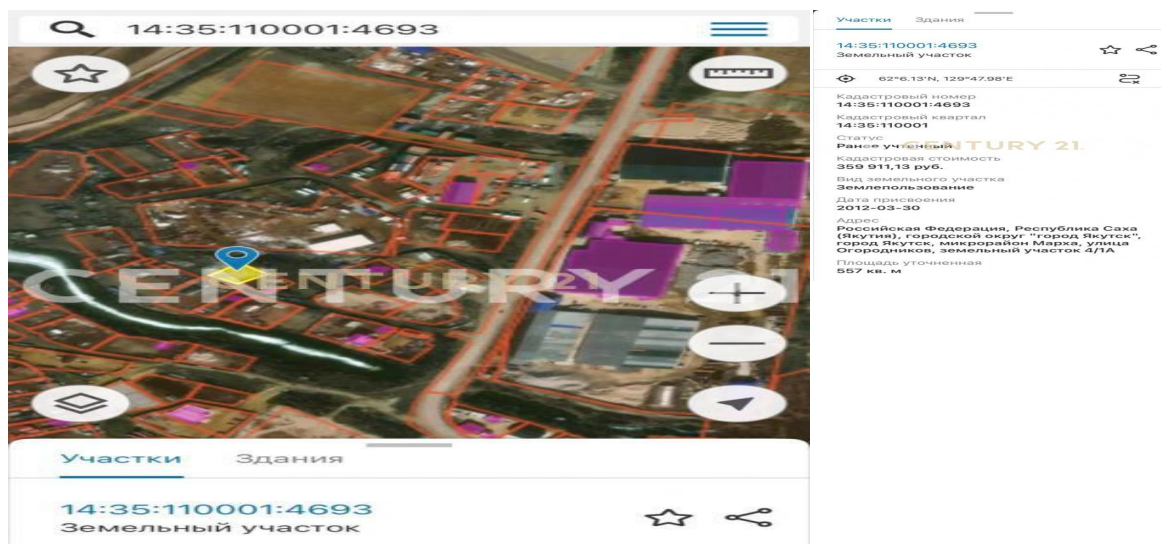 14:35:110001:4693
CENTURY 21
CENTURY 21
Участки Здания
14:35:110001:4693
Земельный участок
Участки Здания
14:35:110001:4693
Земельный участок
62°6.13'N, 129°47.98'E
Кадастровый номер
14:35:110001:4693
Кадастровый квартал
14:35:110001
Статус
Ранее учтенный
CENTURY 21.
Кадастровая стоимость
359 911,13 руб.
Вид земельного участка
Землепользование
Дата присвоения
2012-03-30
Адрес
Российская Федерация, Республика Саха
(Якутия), городской округ "город Якутск",
город Якутск, микрорайон Марха, улица
Огородников, земельный участок 4/1А
Площадь уточненная
557 кв. м